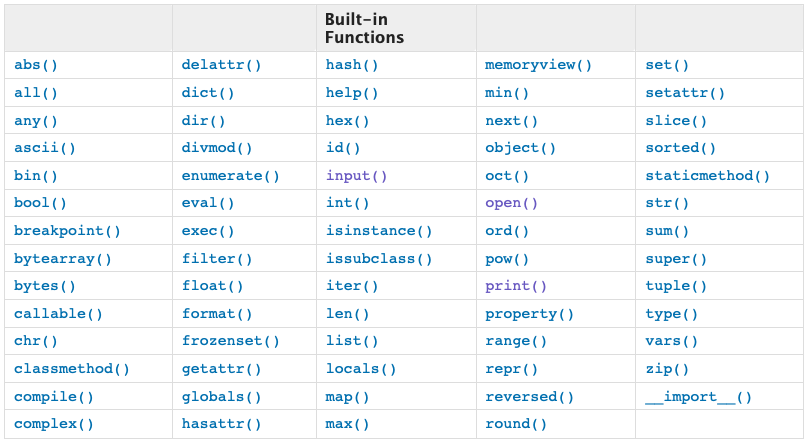 Built-in
Functions
abs() delattr() hash() memoryview() set()
all() dict() help() min() setattr()
any() dir() hex() next() slice()
ascii() divmod() id() object() sorted()
bin() enumerate() input() oct() staticmethod()
bool() eval() int() open() str()
breakpoint() exec() isinstance() ord() sum()
bytearray() filter() issubclass() pow() super()
bytes() float() iter() print() tuple()
callable() format() len() property() type()
chr() frozenset() list() range() vars()
classmethod() getattr() locals() repr() zip()
compile() globals() map() reversed() __import__()
complex() hasattr() max() round()